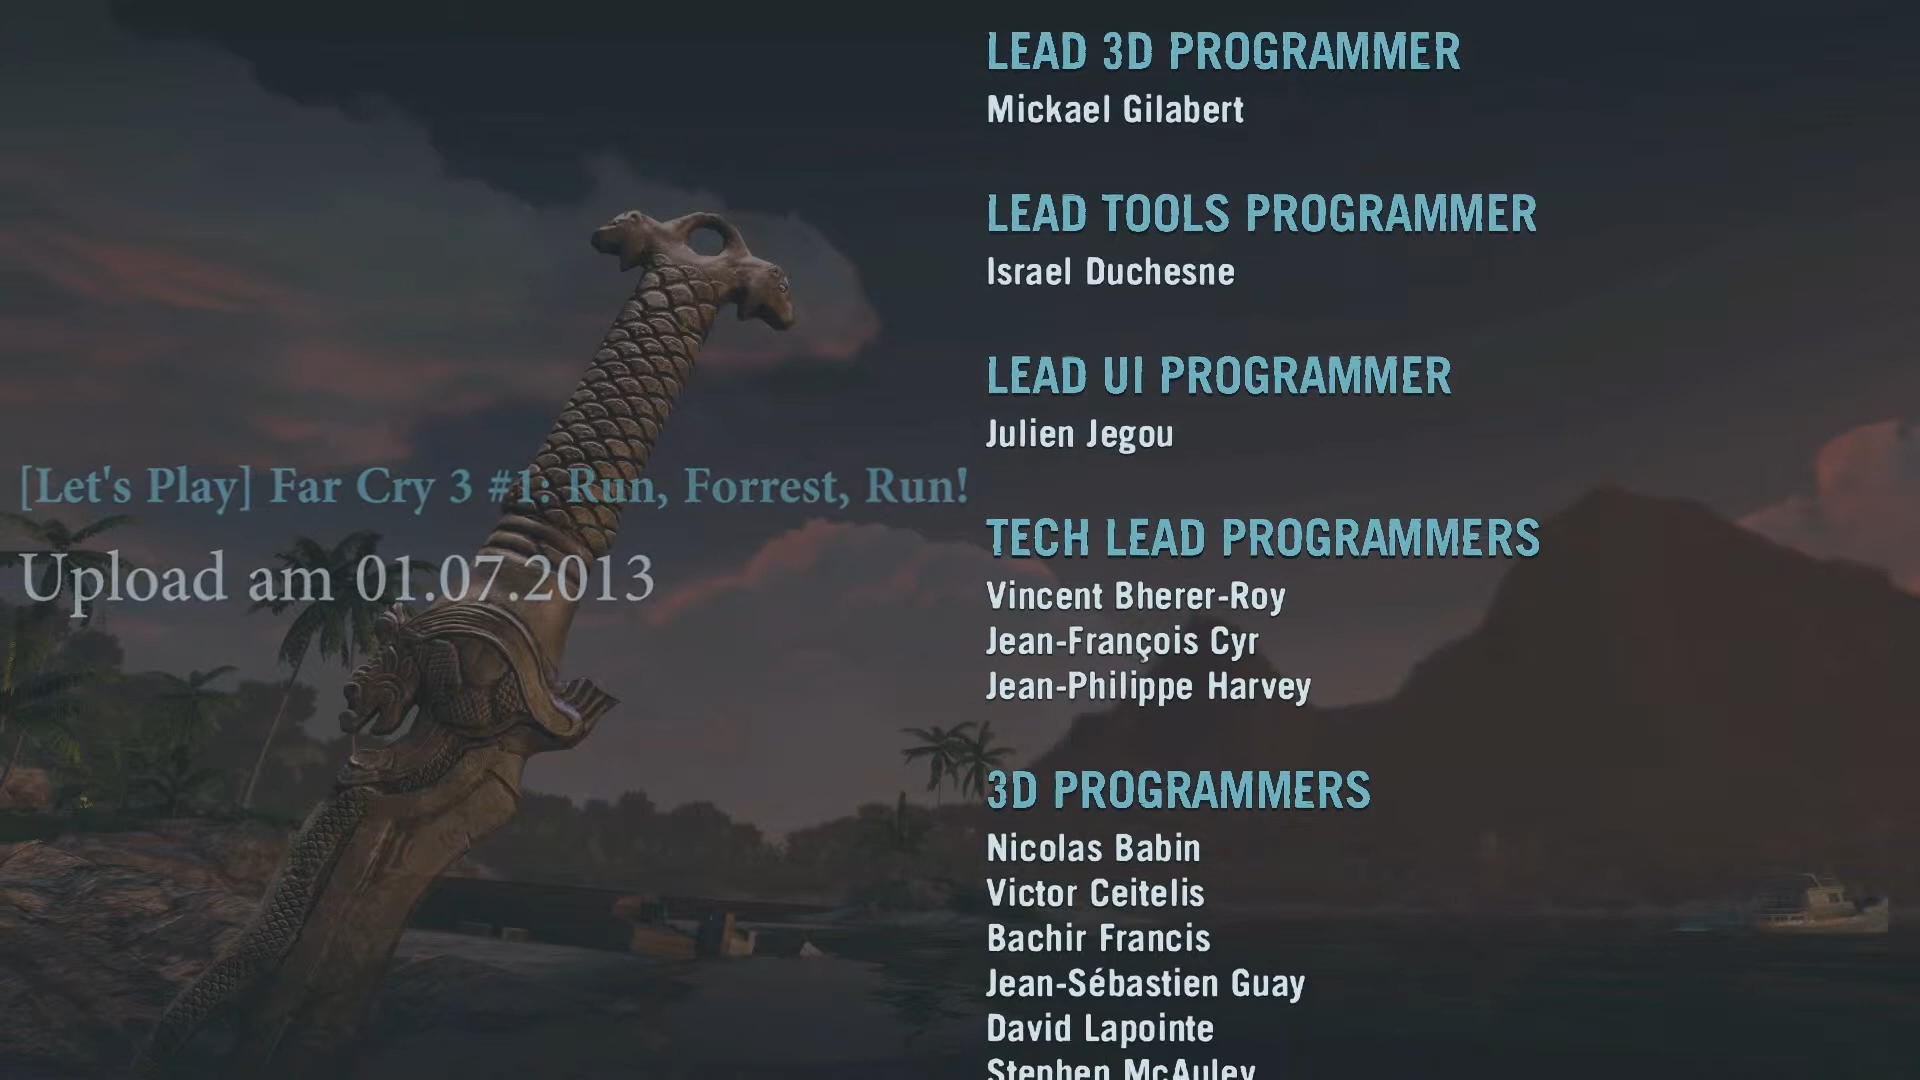 [Let's Play] Far Cry 3 #1: Run, Forrest, Run!
Upload am 01.07.2013
LEAD 3D PROGRAMMER
Mickael Gilabert
LEAD TOOLS PROGRAMMER
Israel Duchesne
LEAD UI PROGRAMMER
Julien Jegou
TECH LEAD PROGRAMMERS
Vincent Bherer-Roy
Jean-François Cyr
Jean-Philippe Harvey
3D PROGRAMMERS
Nicolas Babin
Victor Ceitelis
Bachir Francis
Jean-Sébastien Guay
David Lapointe
Stephen McAuley